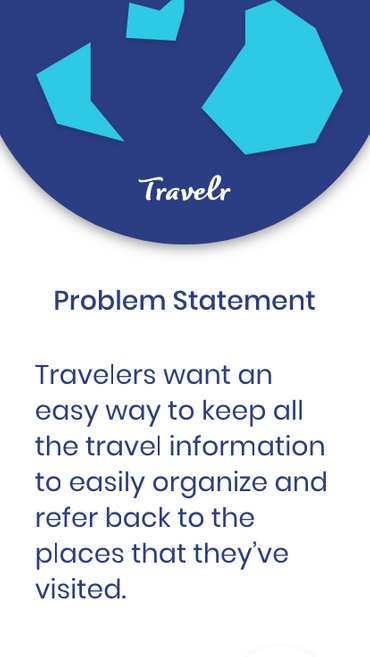 Travelr
Problem Statement
Travelers want an
easy way to keep all
the travel information
to easily organize and
refer back to the
places that they've
visited.